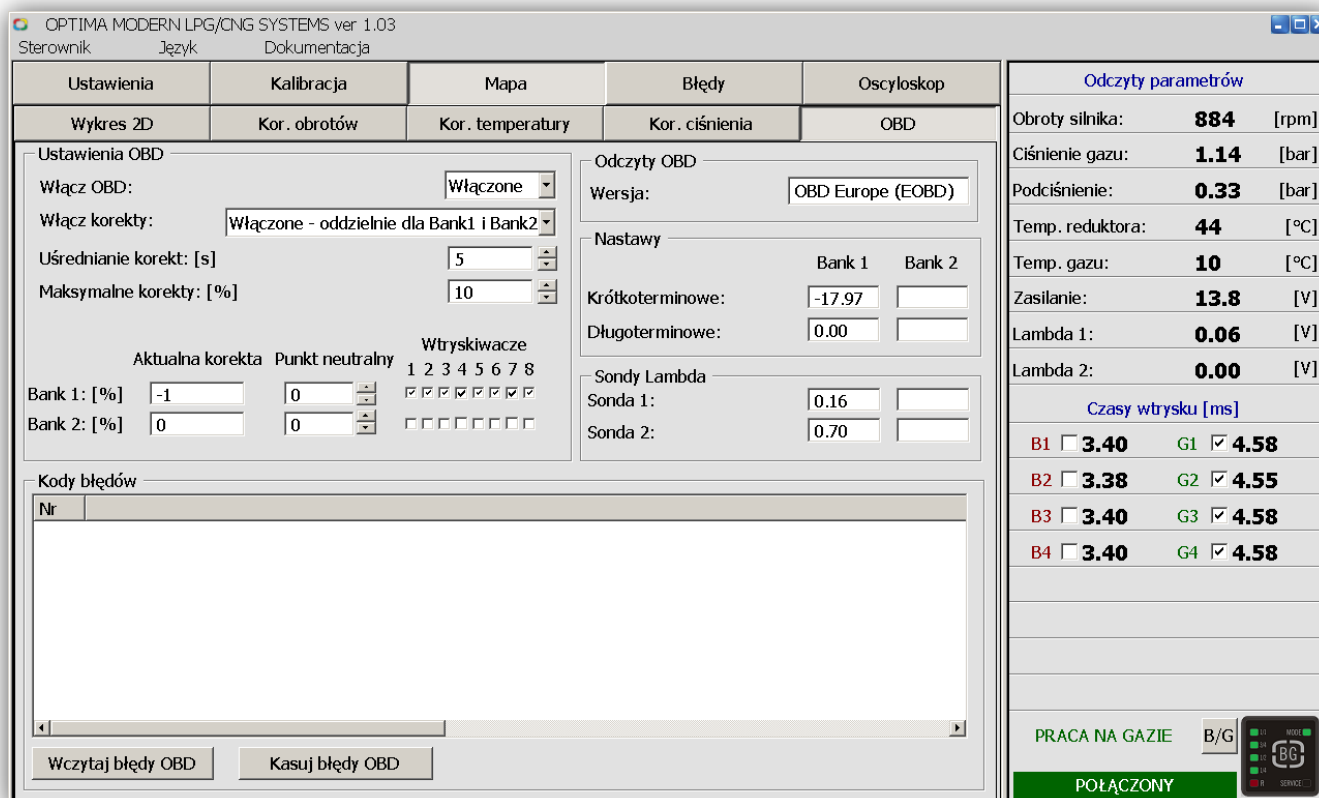 OPTIMA MODERN LPG/CNG SYSTEMS ver 1.03
Sterownik Język Dokumentacja
Ustawienia Kalibracja Mapa Błędy Oscyloskop
Wykres 2D Kor. obrotów Kor. temperatury Kor. ciśnienia OBD
Ustawienia OBD
Włącz OBD: Włączone
Włącz korekty: Włączone - oddzielnie dla Bank1 i Bank2
Uśrednianie korekt: [s] 5
Maksymalne korekty: [%] 10
Wtryskiwacze
Aktualna korekta Punkt neutralny 1 2 3 4 5 6 7 8
Bank 1: [%] -1 0
Bank 2: [%] 0 0
Odczyty OBD
Wersja: OBD Europe (EOBD)
Nastawy
Bank 1 Bank 2
Krótkoterminowe: -17.97
Długoterminowe: 0.00
Sondy Lambda
Sonda 1: 0.16
Sonda 2: 0.70
Kody błędów
Nr
Wczytaj błędy OBD Kasuj błędy OBD
Odczyty parametrów
Obroty silnika: 884 [rpm]
Ciśnienie gazu: 1.14 [bar]
Podciśnienie: 0.33 [bar]
Temp. reduktora: 44 [°C]
Temp. gazu: 10 [°C]
Zasilanie: 13.8 [V]
Lambda 1: 0.06 [V]
Lambda 2: 0.00 [V]
Czasy wtrysku [ms]
B1 3.40 G1 4.58
B2 3.38 G2 4.55
B3 3.40 G3 4.58
B4 3.40 G4 4.58
PRACA NA GAZIE B/G
POŁĄCZONY
MODE
BG
R SERVICE